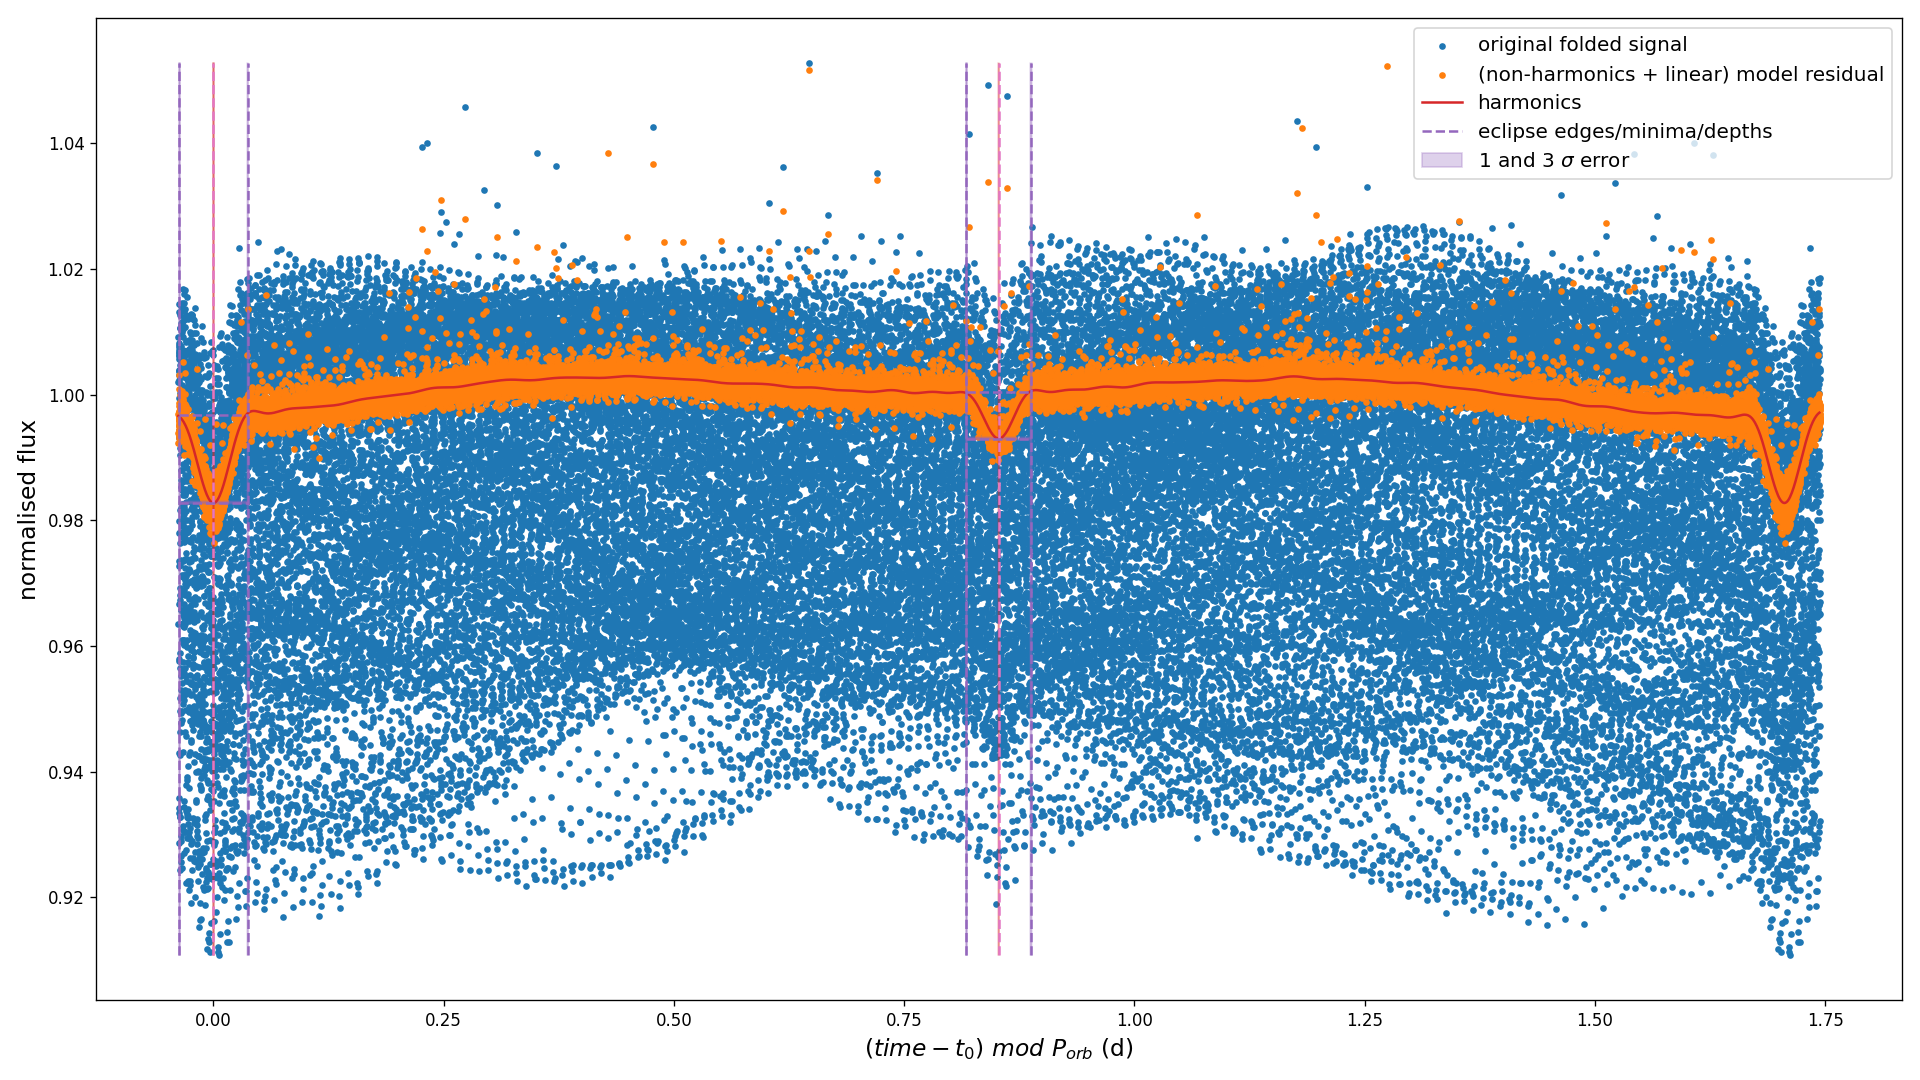 original folded signal
(non-harmonics + linear) model residual
harmonics
eclipse edges/minima/depths
1 and 3 σ error
normalised flux
1.04
1.02
1.00
0.98
0.96
0.94
0.92
0.00 0.25 0.50 0.75 1.00 1.25 1.50 1.75
(time − t₀) mod P_orb (d)